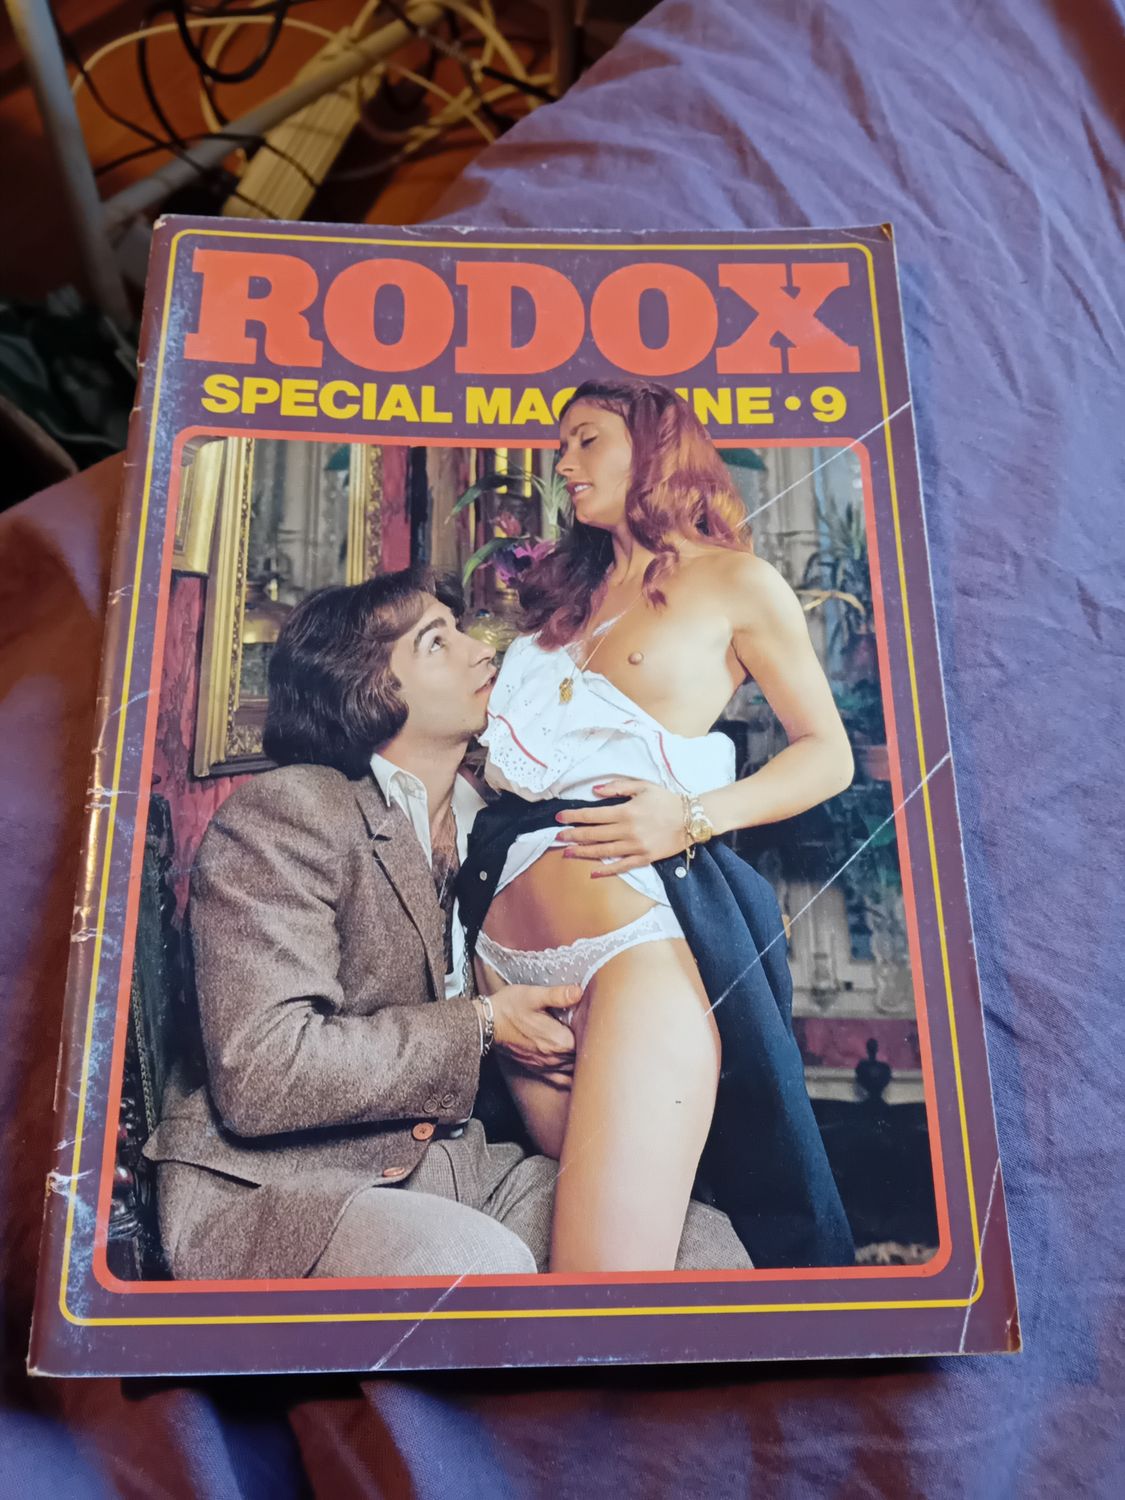 RODOX
SPECIAL MAGAZINE • 9